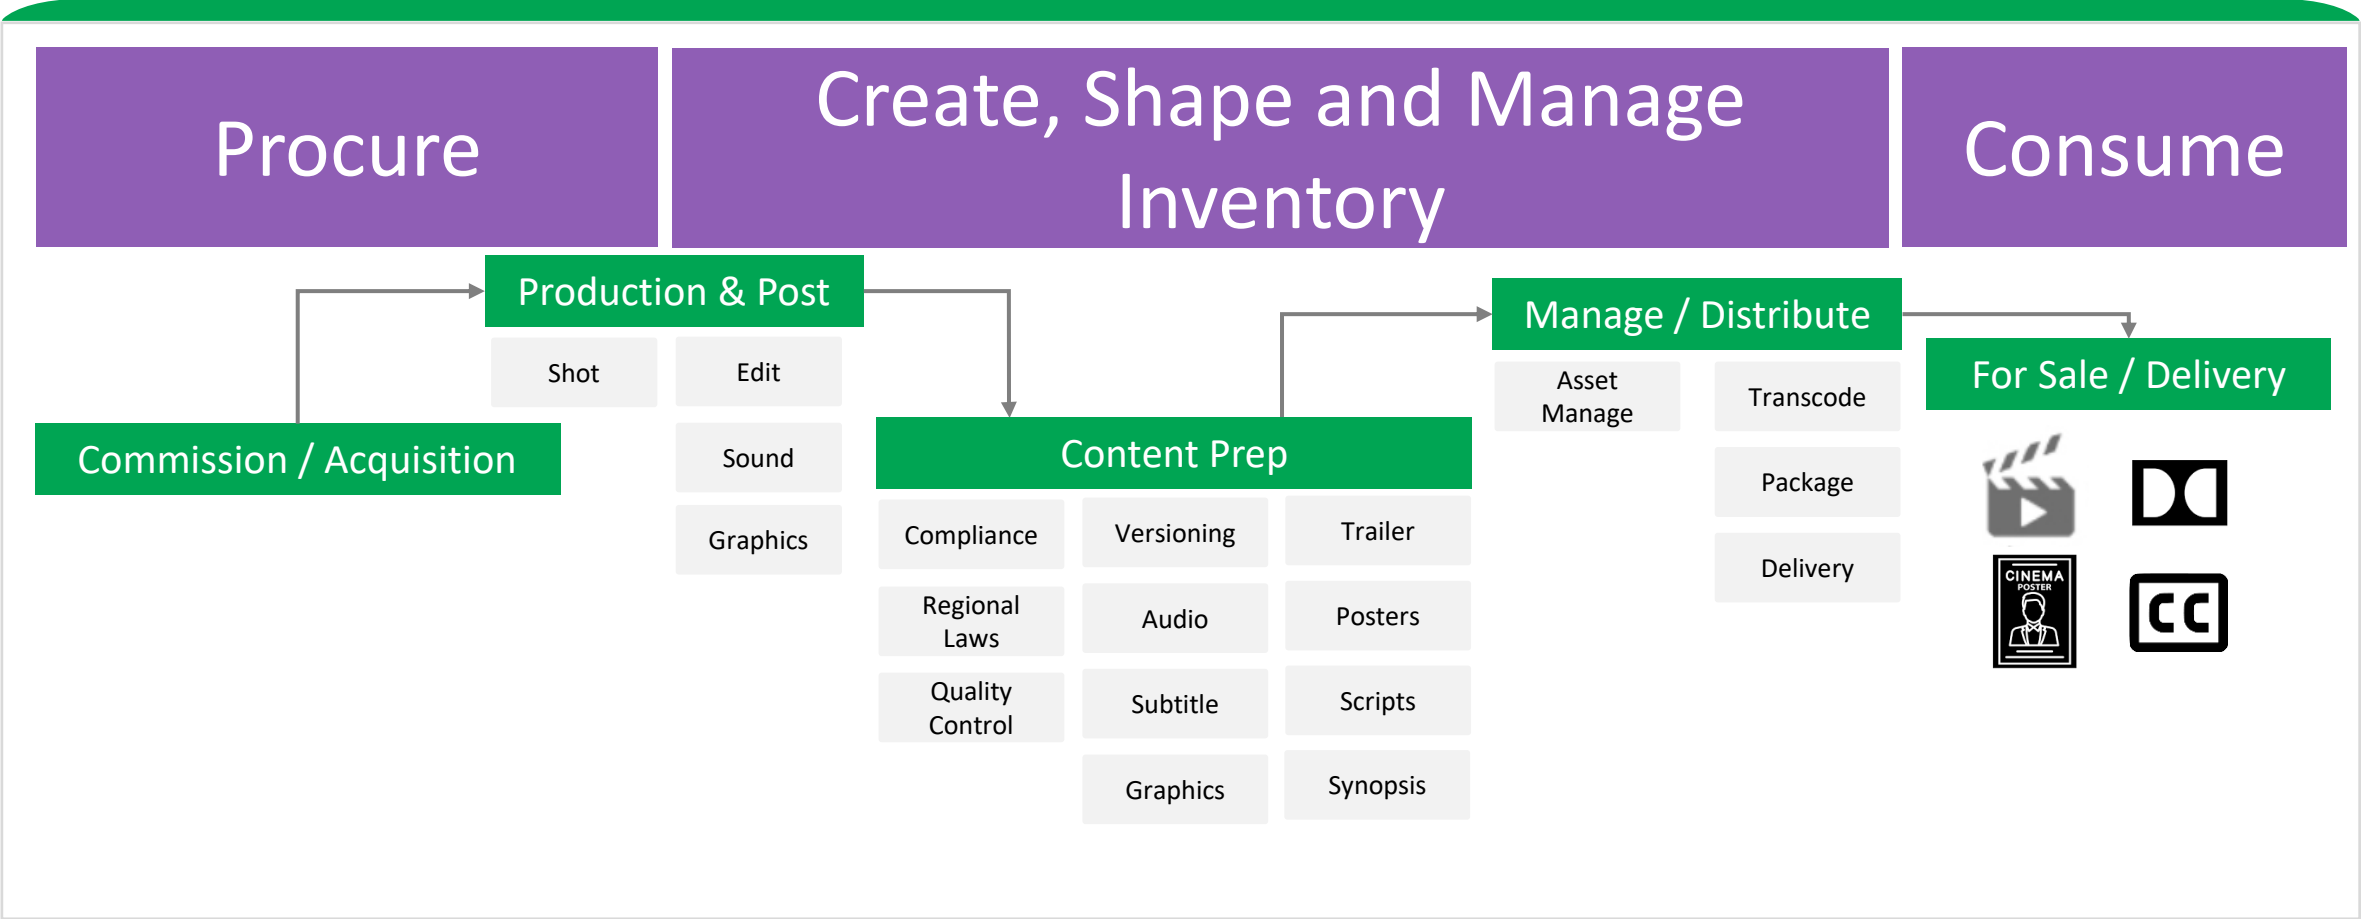 Procure
Create, Shape and Manage
Inventory
Consume
Commission / Acquisition
Production & Post
Shot
Edit
Sound
Graphics
Content Prep
Compliance
Regional
Laws
Quality
Control
Versioning
Audio
Subtitle
Graphics
Trailer
Posters
Scripts
Synopsis
Manage / Distribute
Asset
Manage
Transcode
Package
Delivery
For Sale / Delivery
CINEMA
POSTER
CC